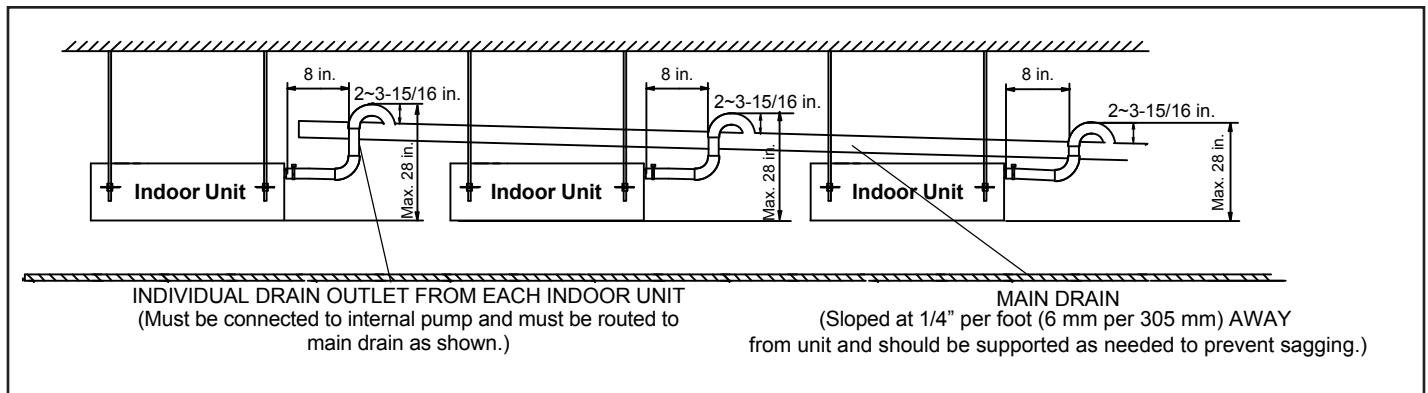 8 in.
2~3-15/16 in.
Max. 28 in.
Indoor Unit
8 in.
2~3-15/16 in.
Max. 28 in.
Indoor Unit
8 in.
2~3-15/16 in.
Max. 28 in.
Indoor Unit
INDIVIDUAL DRAIN OUTLET FROM EACH INDOOR UNIT
(Must be connected to internal pump and must be routed to
main drain as shown.)
MAIN DRAIN
(Sloped at 1/4” per foot (6 mm per 305 mm) AWAY
from unit and should be supported as needed to prevent sagging.)